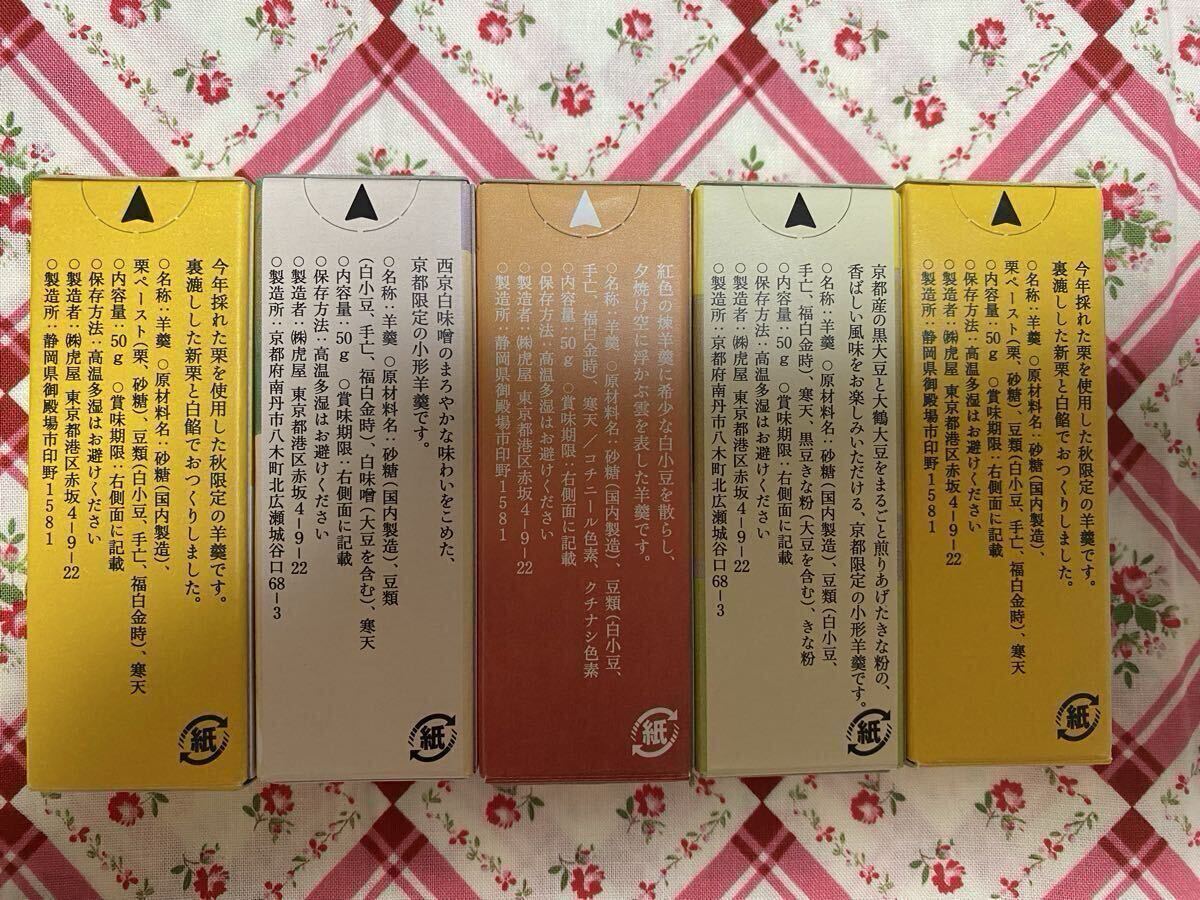 今年採れた栗を使用した秋限定の羊羹です。
裏漉しした新栗と白餡でおつくりしました。
○名称：羊羹　○原材料名：砂糖（国内製造）、
栗ペースト（栗、砂糖）、豆類（白小豆、手亡、福白金時）、寒天
○内容量：50g　○賞味期限：右側面に記載
○保存方法：高温多湿はお避けください
○製造者：㈱虎屋 東京都港区赤坂4-9-22
○製造所：静岡県御殿場市印野1581
紙
西京白味噌のまろやかな味わいをこめた、
京都限定の小形羊羹です。
○名称：羊羹　○原材料名：砂糖（国内製造）、豆類
（白小豆、手亡、福白金時）、白味噌（大豆を含む）、寒天
○内容量：50g　○賞味期限：右側面に記載
○保存方法：高温多湿はお避けください
○製造者：㈱虎屋 東京都港区赤坂4-9-22
○製造所：京都府南丹市八木町北広瀬城谷口68-3
紙
紅色の煉羊羹に希少な白小豆を散らし、
夕焼け空に浮かぶ雲を表した羊羹です。
○名称：羊羹　○原材料名：砂糖（国内製造）、豆類（白小豆、
手亡、福白金時）、寒天／コチニール色素、クチナシ色素
○内容量：50g　○賞味期限：右側面に記載
○保存方法：高温多湿はお避けください
○製造者：㈱虎屋 東京都港区赤坂4-9-22
紙
京都産の黒大豆と大鶴大豆をまるごと煎りあげたきな粉の、
香ばしい風味をお楽しみいただける、京都限定の小形羊羹です。
○名称：羊羹　○原材料名：砂糖（国内製造）、豆類（白小豆、
手亡、福白金時）、寒天、黒豆きな粉（大豆を含む）、きな粉
○内容量：50g　○賞味期限：右側面に記載
○保存方法：高温多湿はお避けください
○製造者：㈱虎屋 東京都港区赤坂4-9-22
○製造所：京都府南丹市八木町北広瀬城谷口68-3
紙
今年採れた栗を使用した秋限定の羊羹です。
裏漉しした新栗と白餡でおつくりしました。
○名称：羊羹　○原材料名：砂糖（国内製造）、
栗ペースト（栗、砂糖）、豆類（白小豆、手亡、福白金時）、寒天
○内容量：50g　○賞味期限：右側面に記載
○保存方法：高温多湿はお避けください
○製造者：㈱虎屋 東京都港区赤坂4-9-22
○製造所：静岡県御殿場市印野1581
紙